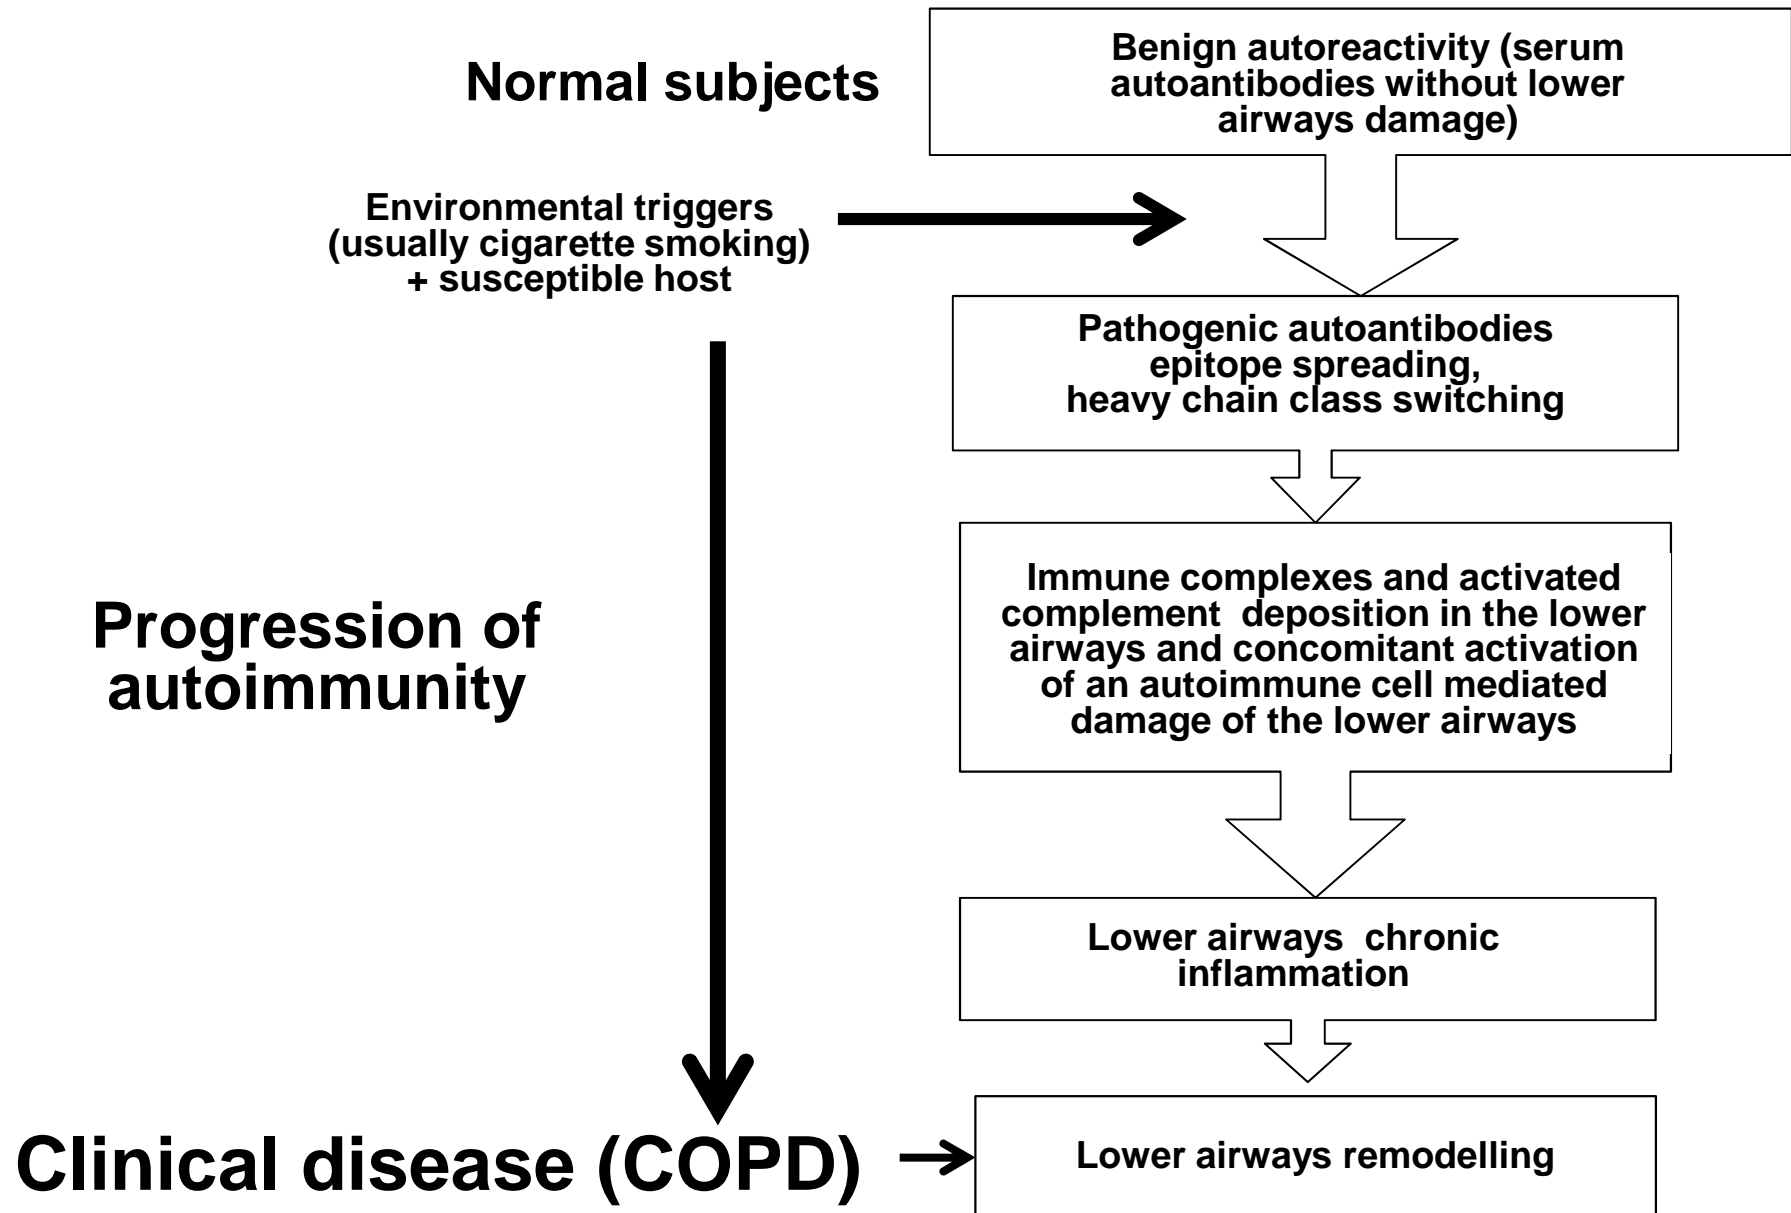 Normal subjects
Benign autoreactivity (serum
autoantibodies without lower
airways damage)
Environmental triggers
(usually cigarette smoking)
+ susceptible host
Pathogenic autoantibodies
epitope spreading,
heavy chain class switching
Immune complexes and activated
complement deposition in the lower
airways and concomitant activation
of an autoimmune cell mediated
damage of the lower airways
Progression of
autoimmunity
Lower airways chronic
inflammation
Clinical disease (COPD)
Lower airways remodelling